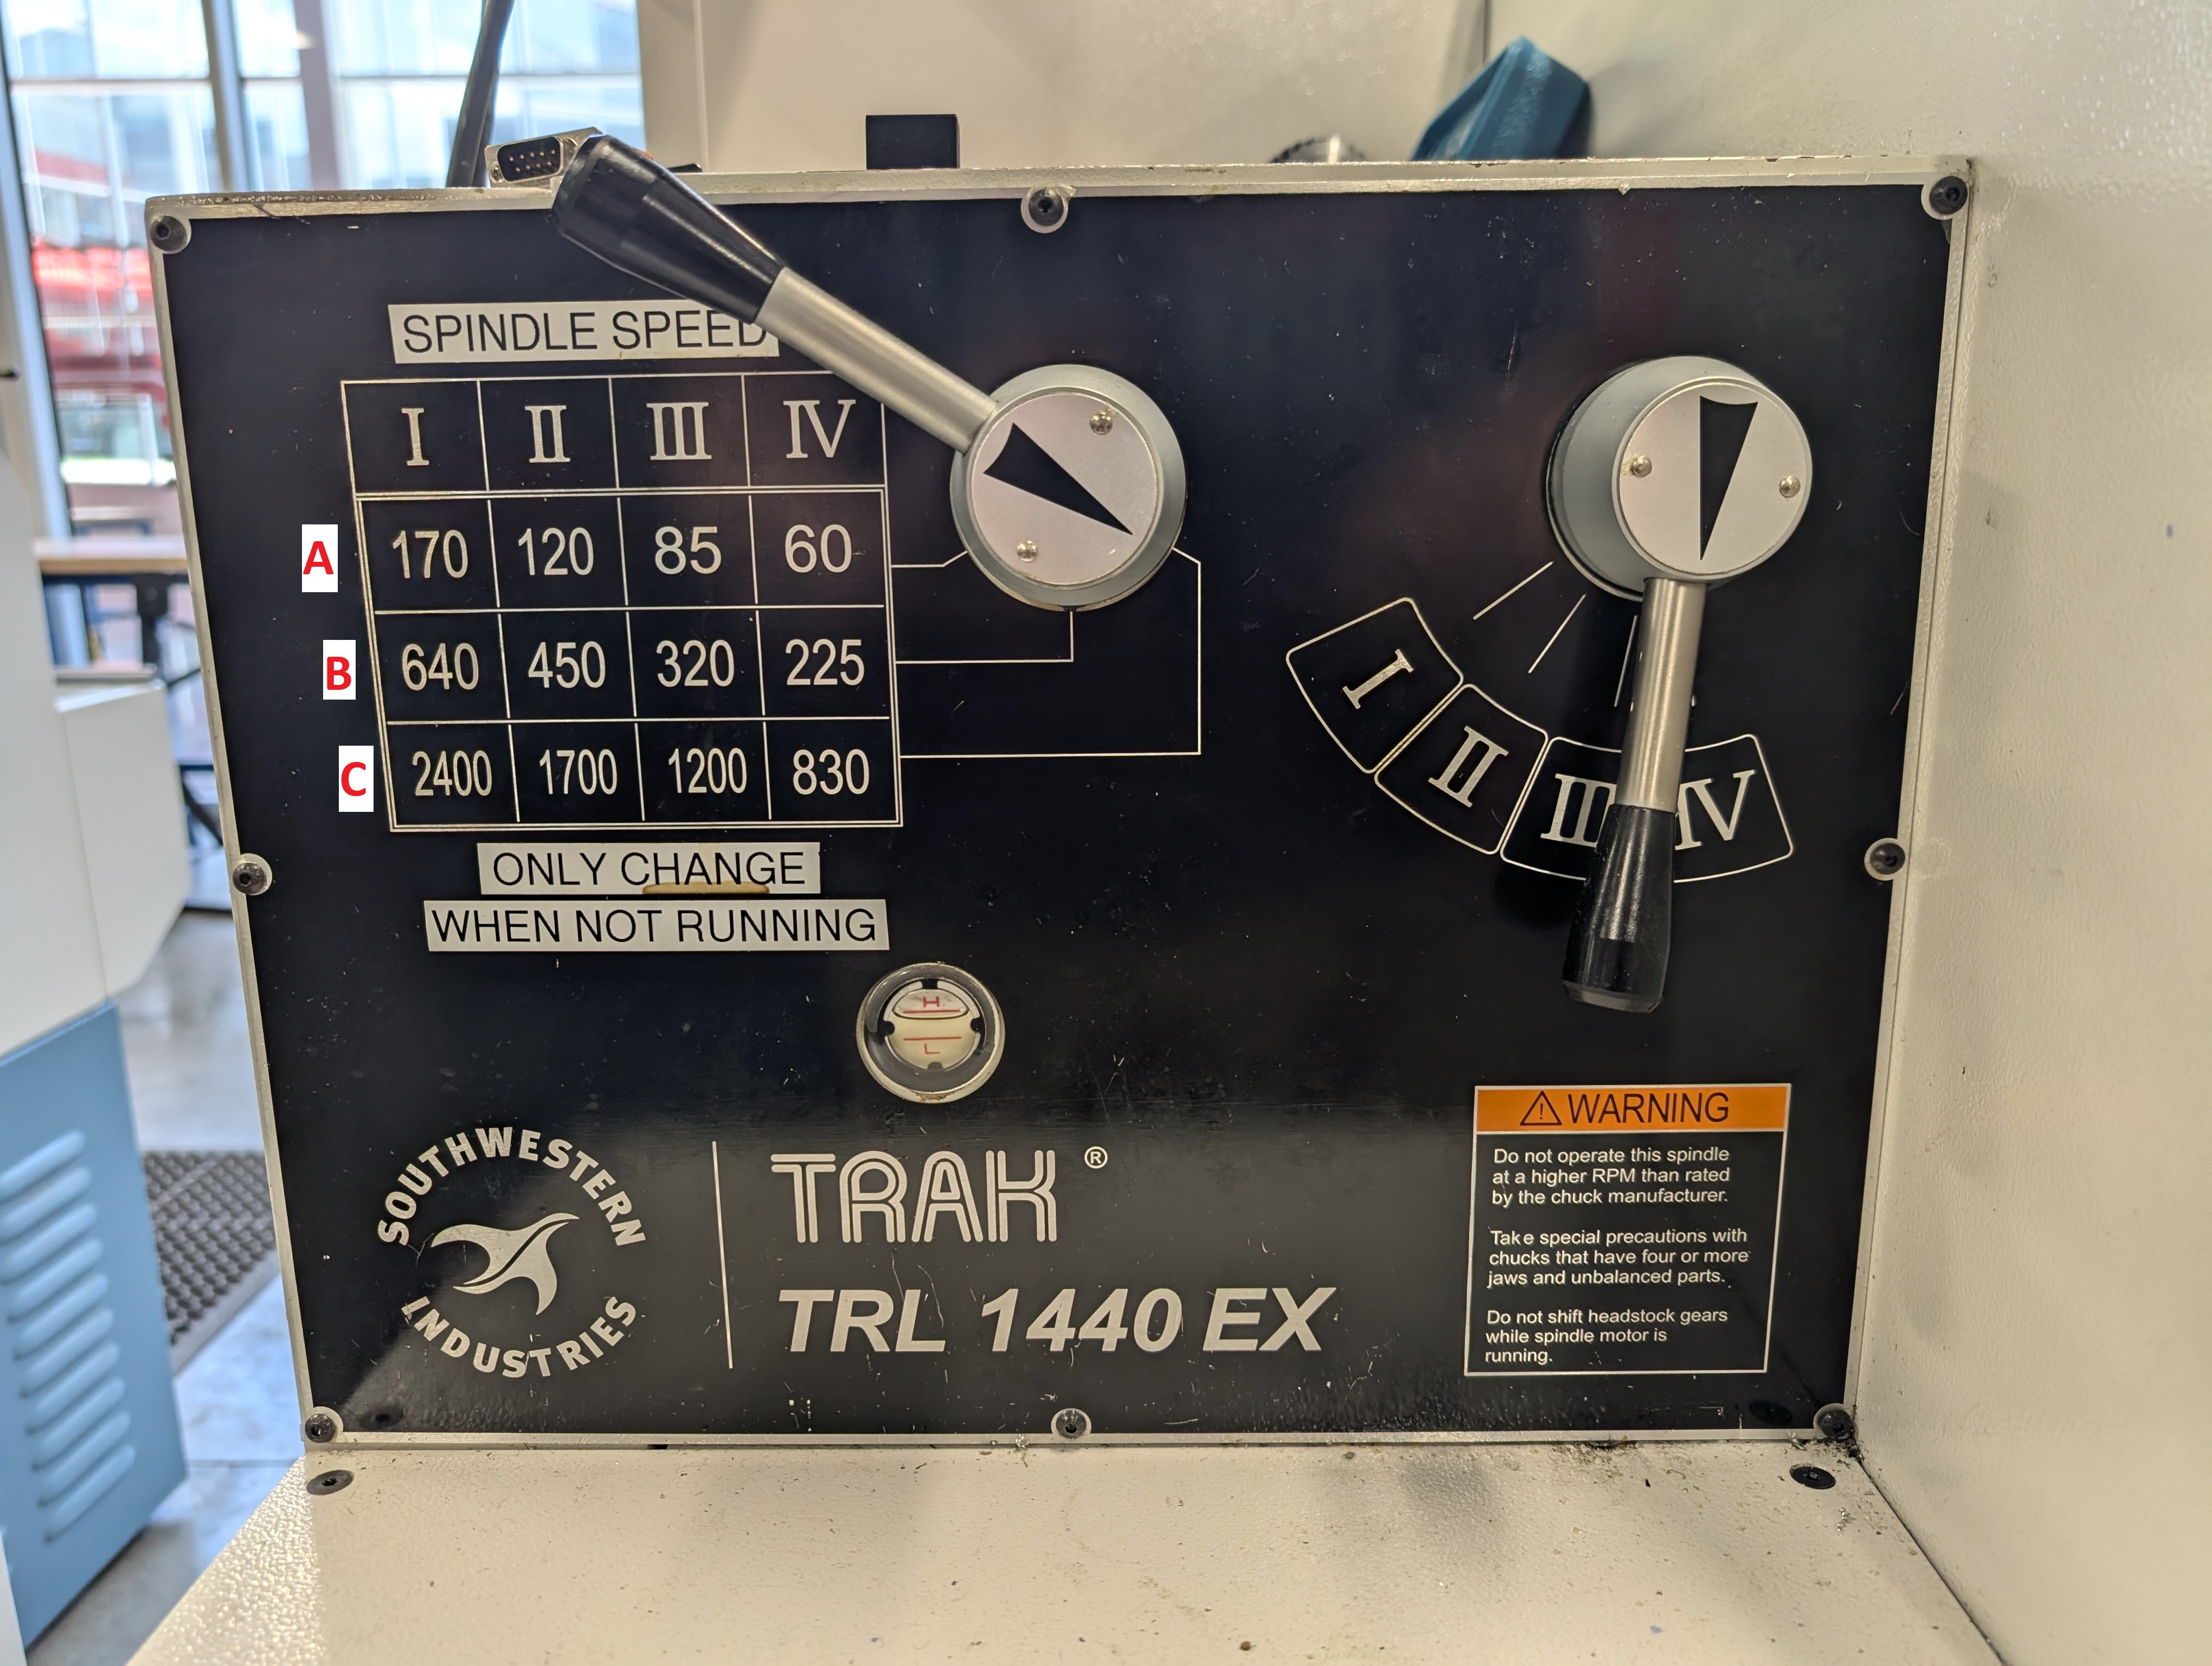 SPINDLE SPEED
I II III IV
A 170 120 85 60
B 640 450 320 225
C 2400 1700 1200 830
ONLY CHANGE
WHEN NOT RUNNING
I II III IV
H
L
SOUTHWESTERN
INDUSTRIES
TRAK ®
TRL 1440 EX
⚠ WARNING
Do not operate this spindle
at a higher RPM than rated
by the chuck manufacturer.
Take special precautions with
chucks that have four or more
jaws and unbalanced parts.
Do not shift headstock gears
while spindle motor is
running.